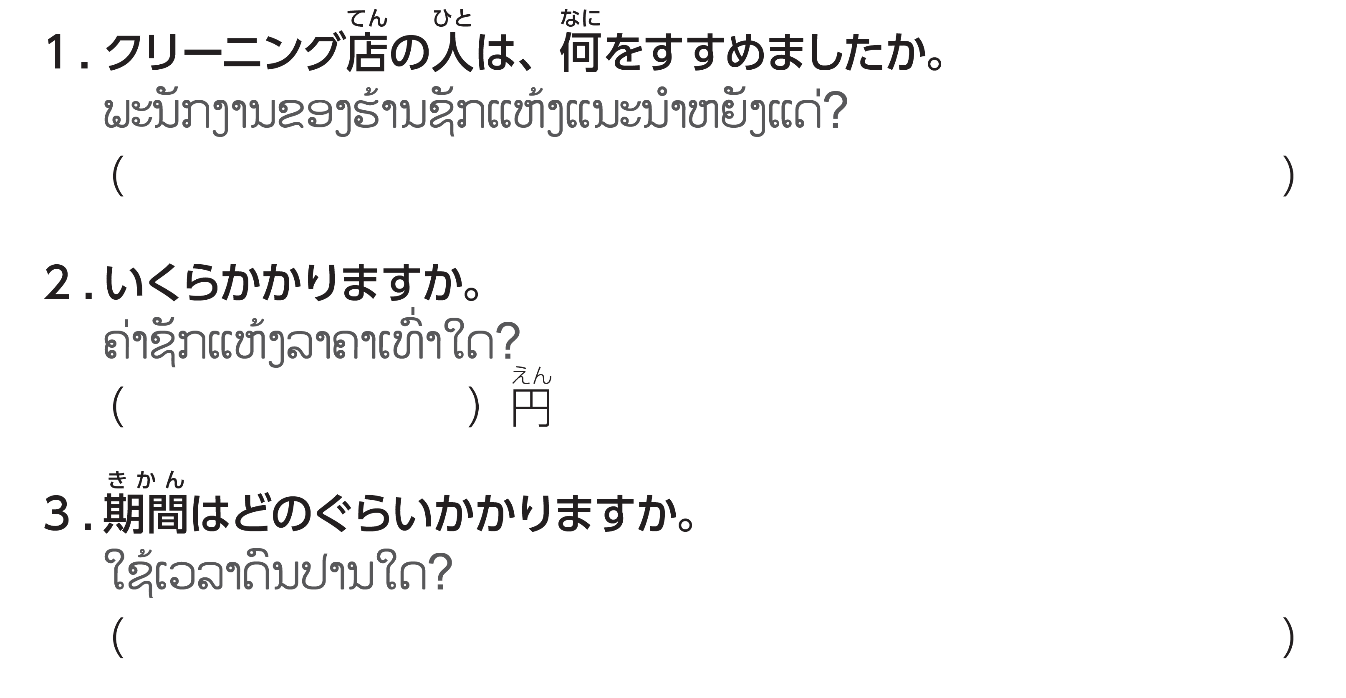 てん ひと なに
1．クリーニング店の人は、何をすすめましたか。
ພະນັກງານຂອງຮ້ານຊັກແຫ້ງແນະນຳຫຍັງແດ່?
( )
2．いくらかかりますか。
ຄ່າຊັກແຫ້ງລາຄາເທົ່າໃດ?
えん
( ) 円
きかん
3．期間はどのぐらいかかりますか。
ໃຊ້ເວລາດົນປານໃດ?
( )